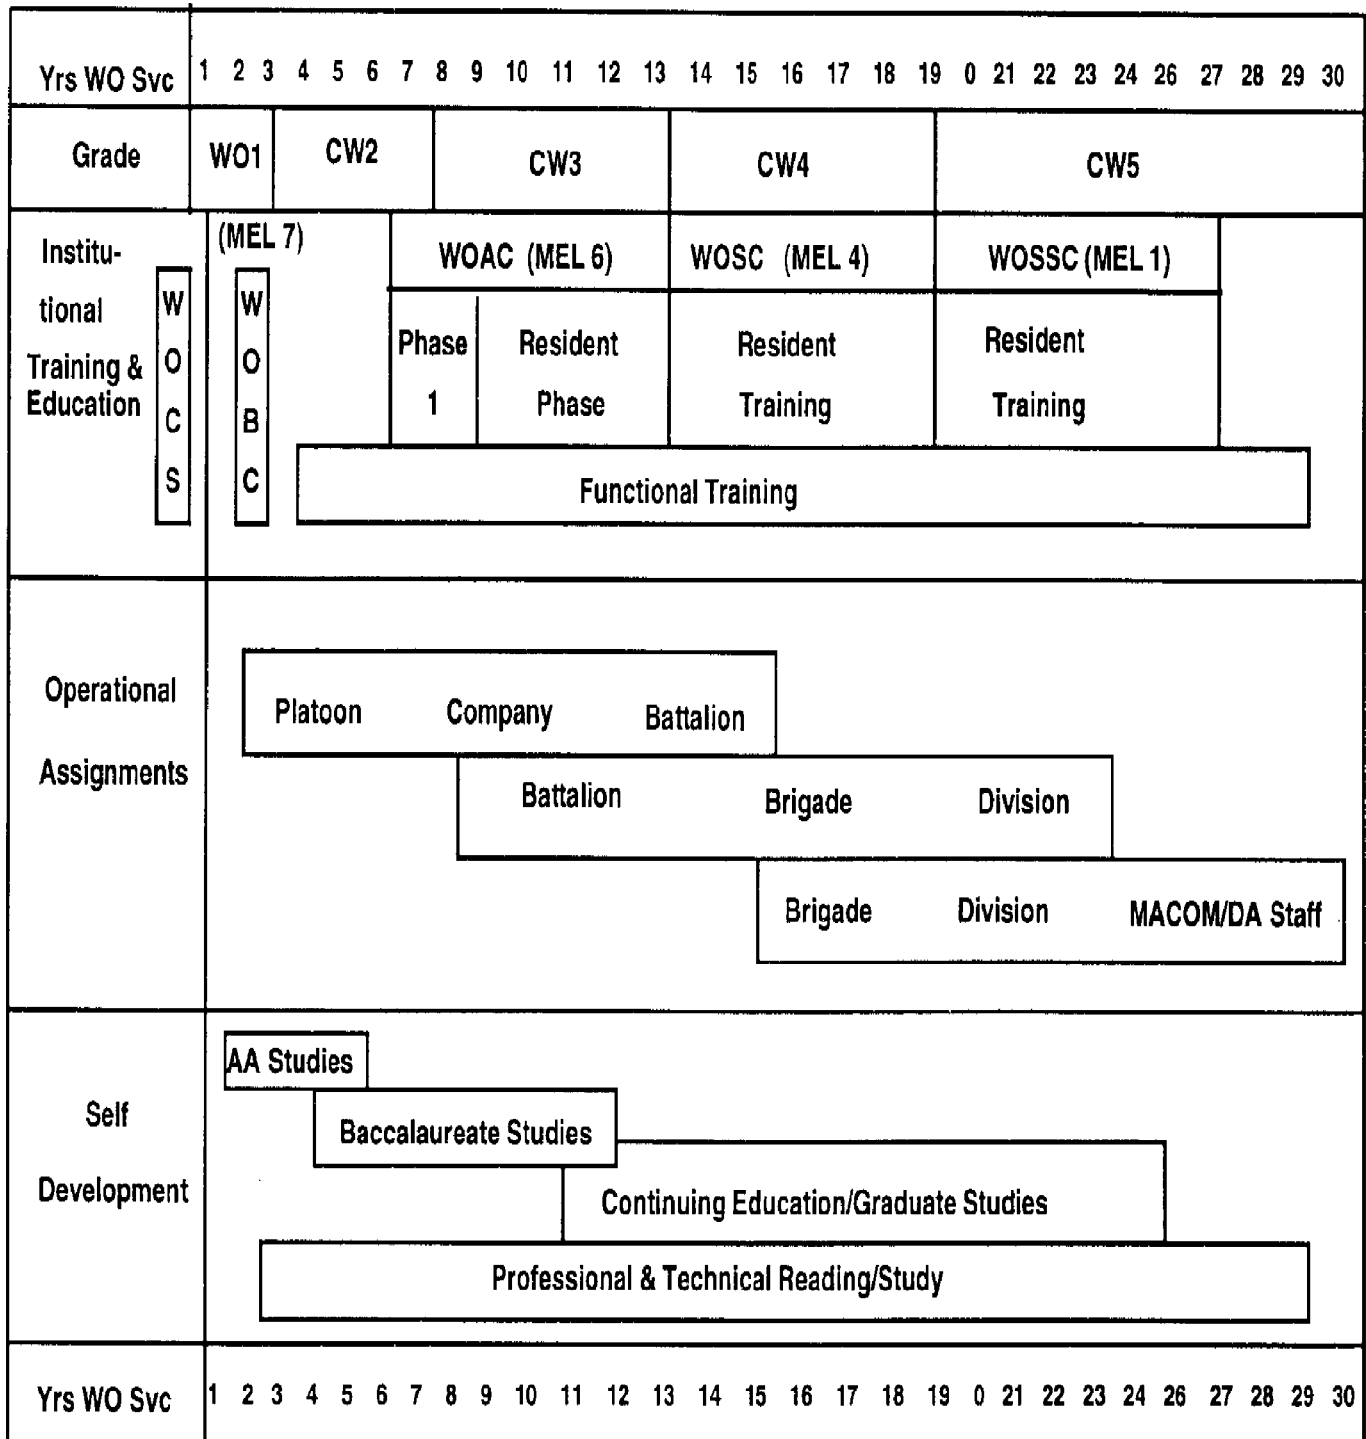 Yrs WO Svc 1 2 3 4 5 6 7 8 9 10 11 12 13 14 15 16 17 18 19 0 21 22 23 24 26 27 28 29 30
Grade WO1 CW2 CW3 CW4 CW5
Institu-
tional
Training &
Education
W
O
C
S
(MEL 7)
W
O
B
C
WOAC (MEL 6) WOSC (MEL 4) WOSSC (MEL 1)
Phase
1
Resident
Phase
Resident
Training
Resident
Training
Functional Training
Operational
Assignments
Platoon Company Battalion
Battalion Brigade Division
Brigade Division MACOM/DA Staff
Self
Development
AA Studies
Baccalaureate Studies
Continuing Education/Graduate Studies
Professional & Technical Reading/Study
Yrs WO Svc 1 2 3 4 5 6 7 8 9 10 11 12 13 14 15 16 17 18 19 0 21 22 23 24 26 27 28 29 30